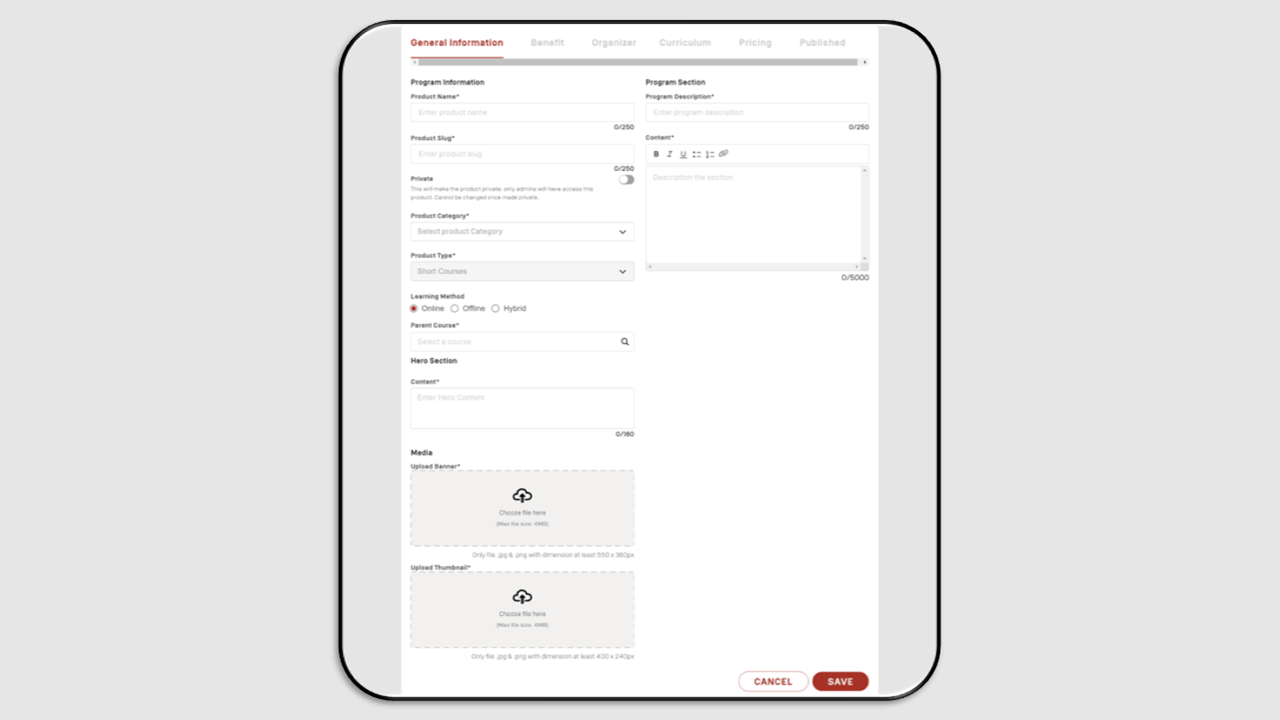 General Information Benefit Organizer Curriculum Pricing Published
Program Information
Product Name*
Enter product name
0/250
Product Slug*
Enter product slug
0/250
Private
This will make the product private, only admins will have access this
product. Cannot be changed once made private.
Product Category*
Select product Category
Product Type*
Short Courses
Learning Method
Online Offline Hybrid
Parent Course*
Select a course
Hero Section
Content*
Enter Hero Content
0/180
Media
Upload Banner*
Choose file here
(Max file size: 4MB)
Only file .jpg & .png with dimension at least 550 x 360px
Upload Thumbnail*
Choose file here
(Max file size: 4MB)
Only file .jpg & .png with dimension at least 400 x 240px
Program Section
Program Description*
Enter program description
0/250
Content*
B I U
Description the section
0/5000
CANCEL SAVE